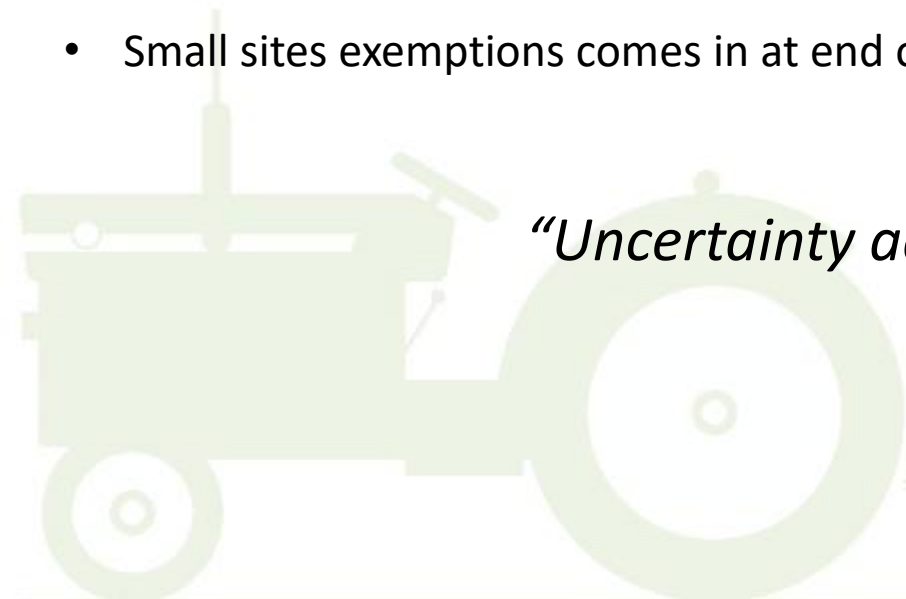 • Small sites exemptions comes in at end
“Uncertainty